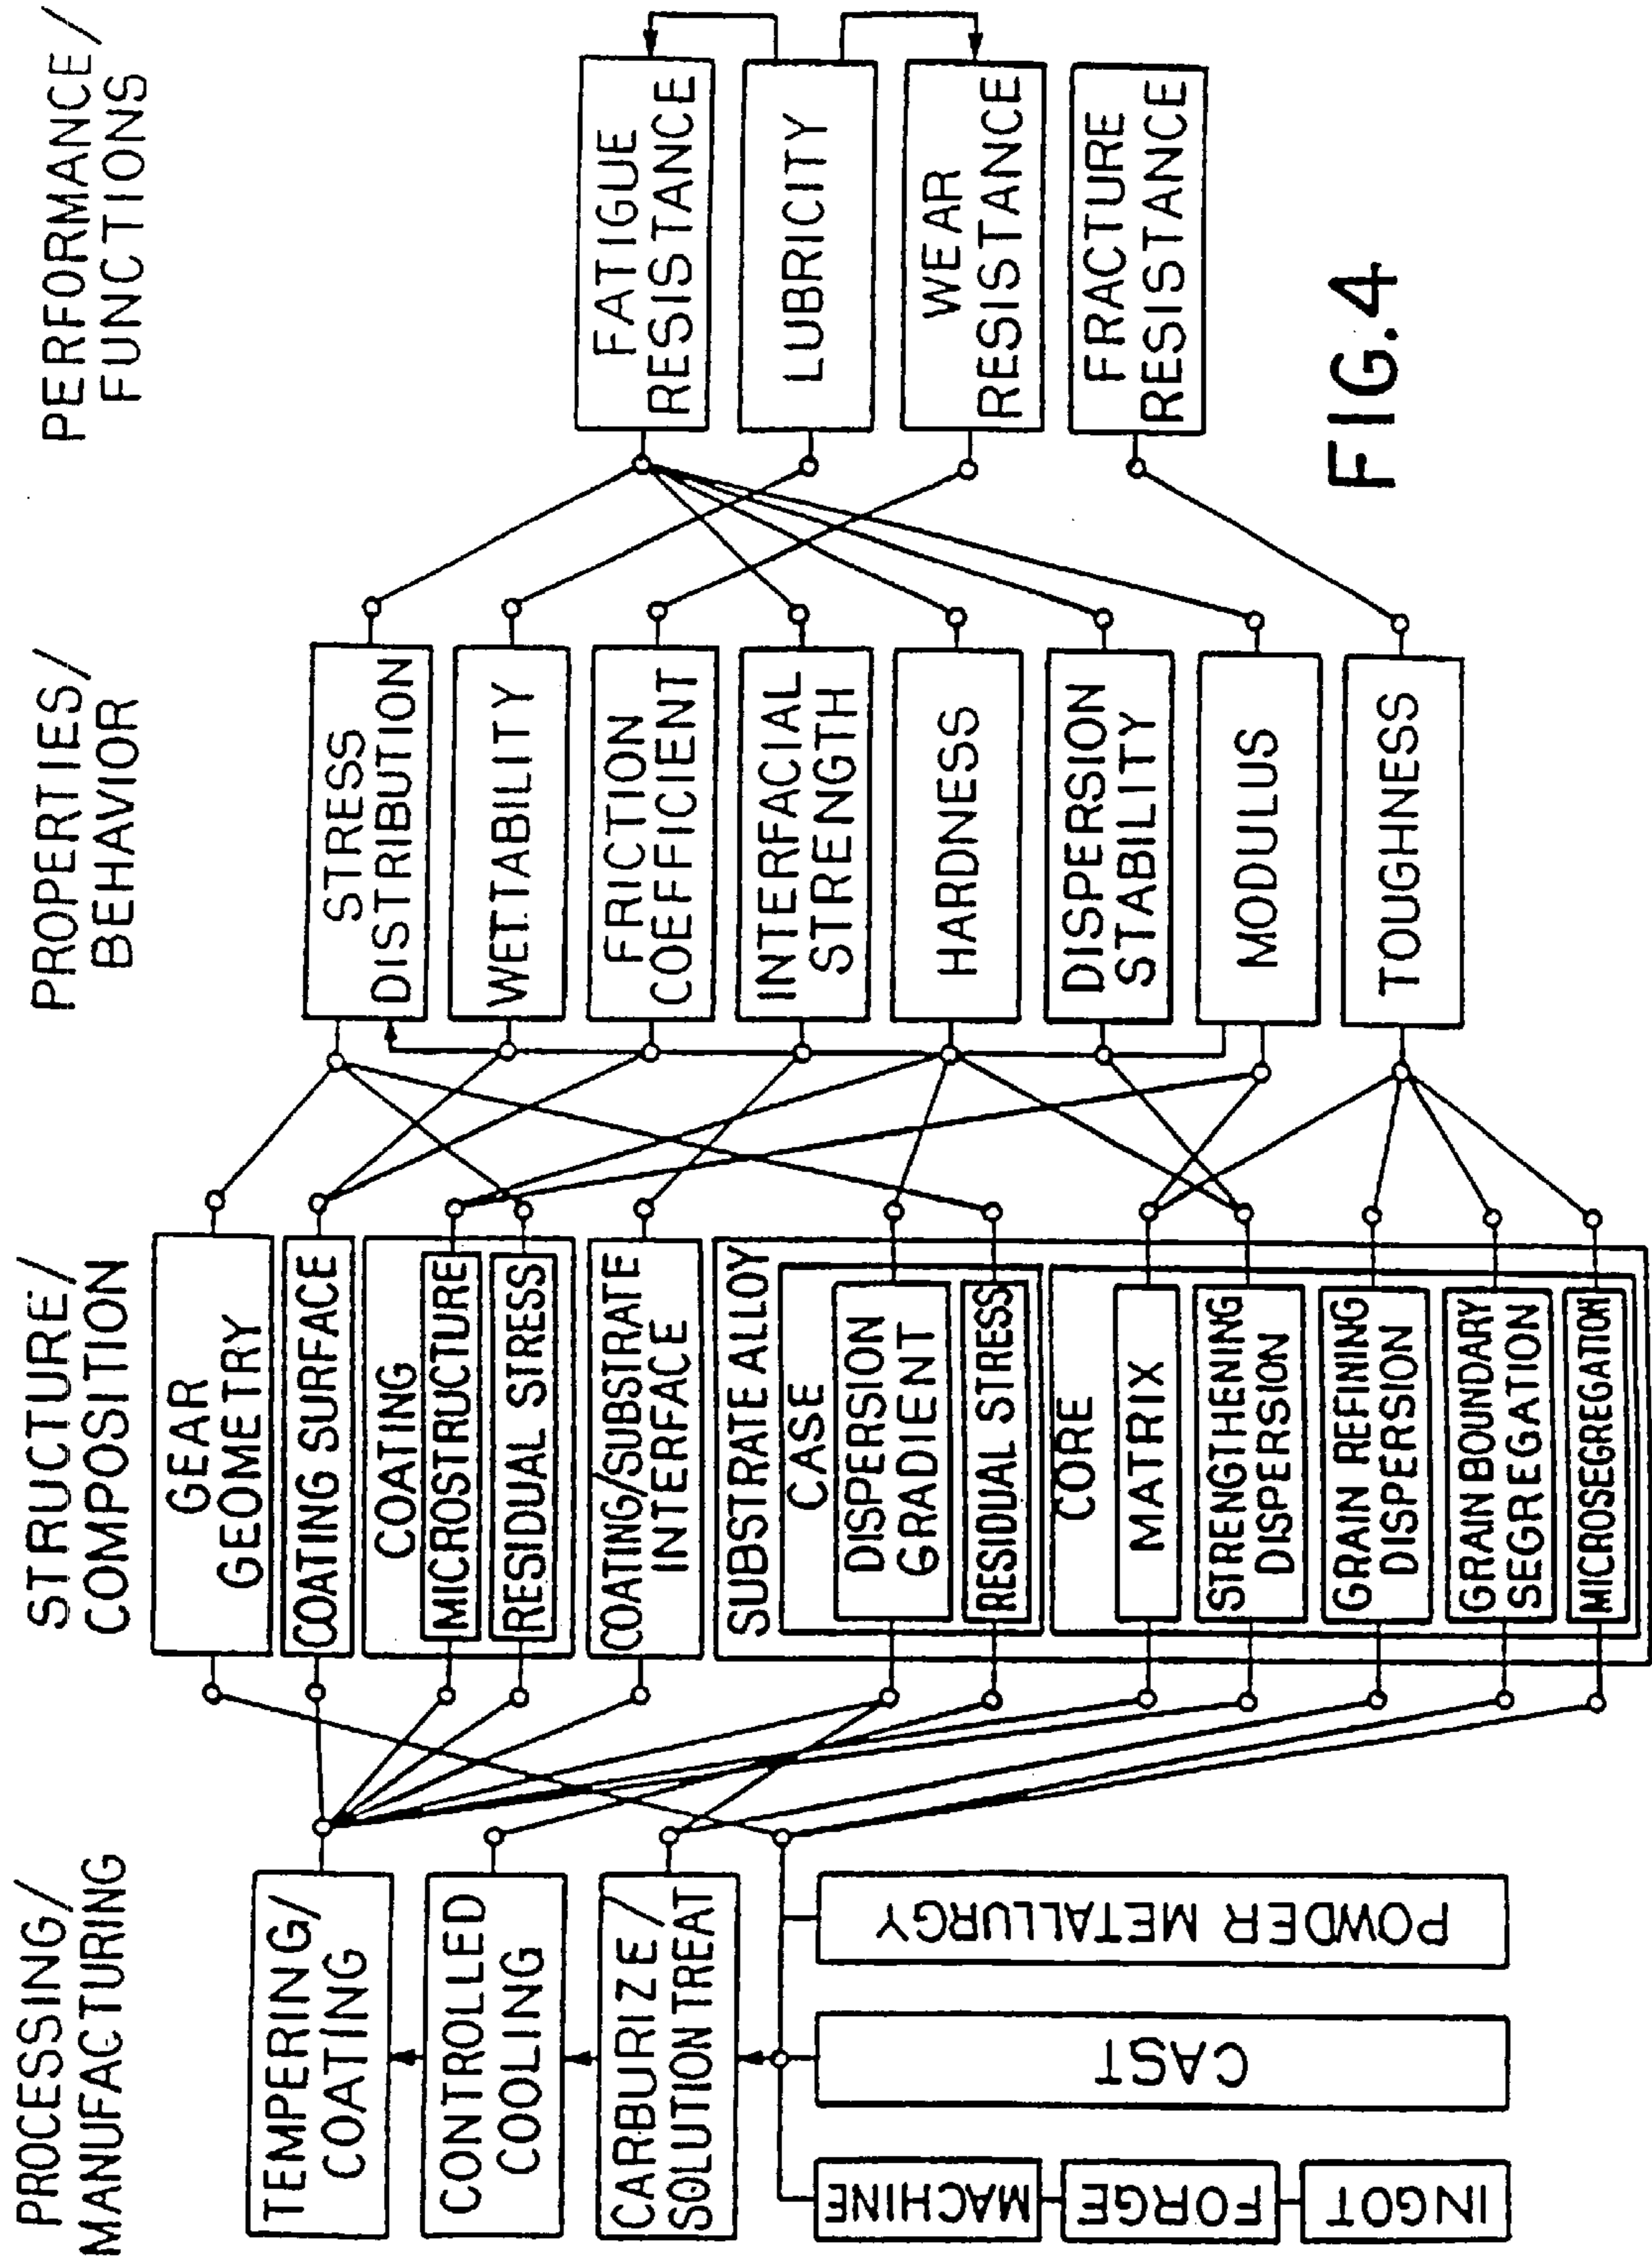 PROCESSING/
MANUFACTURING
TEMPERING/
COATING
CONTROLLED
COOLING
CARBURIZE/
SOLUTION TREAT
MACHINE
FORGE
INGOT
CAST
POWDER METALLURGY
STRUCTURE/
COMPOSITION
GEAR
GEOMETRY
COATING SURFACE
COATING
MICROSTRUCTURE
RESIDUAL STRESS
COATING/SUBSTRATE
INTERFACE
SUBSTRATE ALLOY
CASE
DISPERSION
GRADIENT
RESIDUAL STRESS
CORE
MATRIX
STRENGTHENING
DISPERSION
GRAIN REFINING
DISPERSION
GRAIN BOUNDARY
SEGREGATION
MICROSEGREGATION
PROPERTIES/
BEHAVIOR
STRESS
DISTRIBUTION
WETTABILITY
FRICTION
COEFFICIENT
INTERFACIAL
STRENGTH
HARDNESS
DISPERSION
STABILITY
MODULUS
TOUGHNESS
PERFORMANCE/
FUNCTIONS
FATIGUE
RESISTANCE
LUBRICITY
WEAR
RESISTANCE
FRACTURE
RESISTANCE
FIG.4